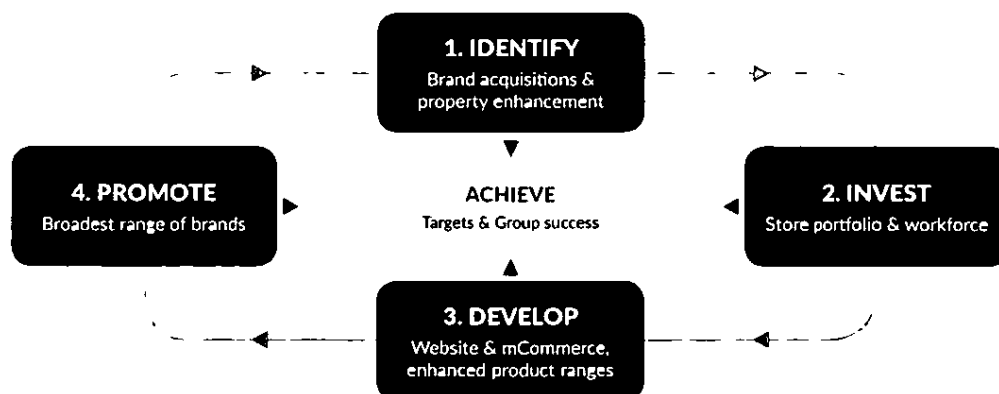 1. IDENTIFY
Brand acquisitions &
property enhancement
4. PROMOTE
Broadest range of brands
ACHIEVE
Targets & Group success
2. INVEST
Store portfolio & workforce
3. DEVELOP
Website & mCommerce,
enhanced product ranges